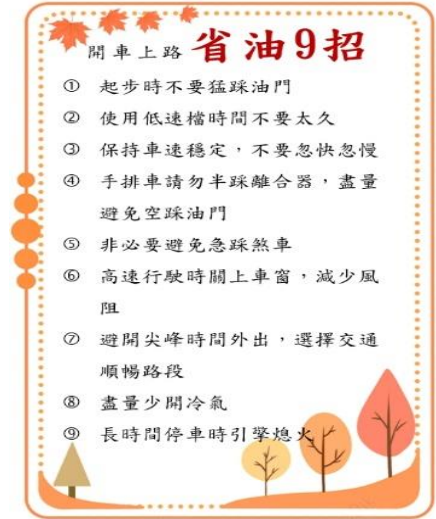 開車上路 省油9招
① 起步時不要猛踩油門
② 使用低速檔時間不要太久
③ 保持車速穩定，不要忽快忽慢
④ 手排車請勿半踩離合器，盡量
避免空踩油門
⑤ 非必要避免急踩煞車
⑥ 高速行駛時關上車窗，減少風
阻
⑦ 避開尖峰時間外出，選擇交通
順暢路段
⑧ 盡量少開冷氣
⑨ 長時間停車時引擎熄火